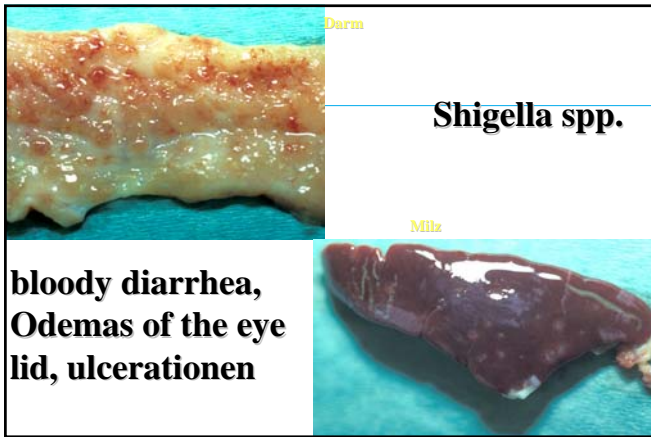 Darm
Shigella spp.
Milz
bloody diarrhea,
Odemas of the eye
lid, ulcerationen